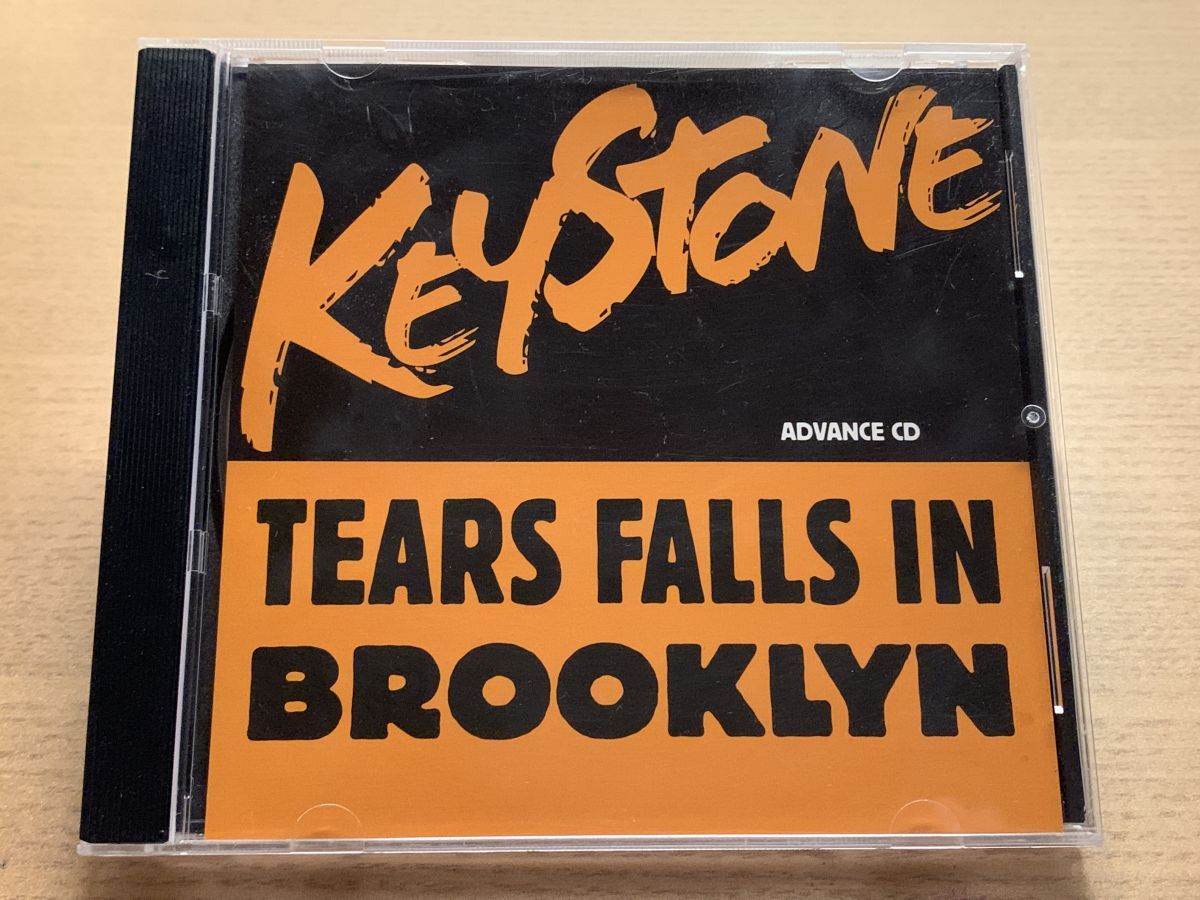 KEYSTONE
ADVANCE CD
TEARS FALLS IN
BROOKLYN